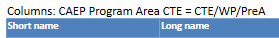 Columns: CAEP Program Area CTE = CTE/WP/PreA
Short name Long name